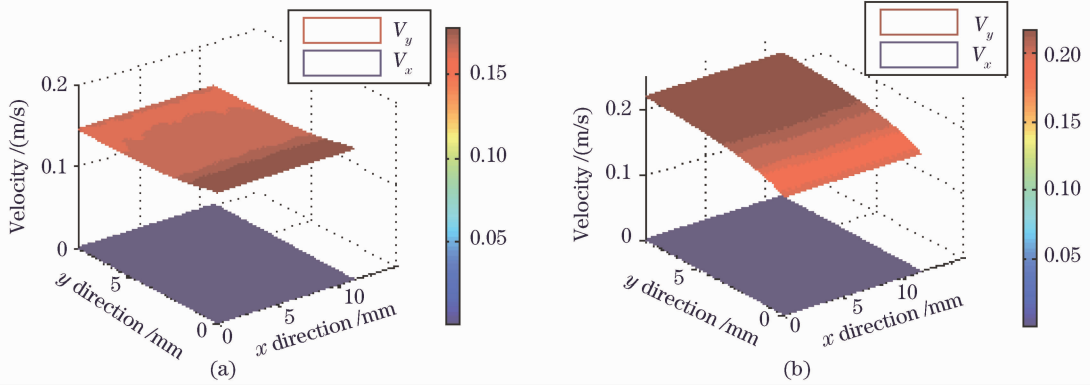 V_y
V_x
0.2
0.1
0
Velocity /(m/s)
5
0
y direction /mm
0
5
10
x direction /mm
0.15
0.10
0.05
(a)
V_y
V_x
0.2
0.1
0
Velocity /(m/s)
5
0
y direction /mm
0
5
10
x direction /mm
0.20
0.15
0.10
0.05
(b)